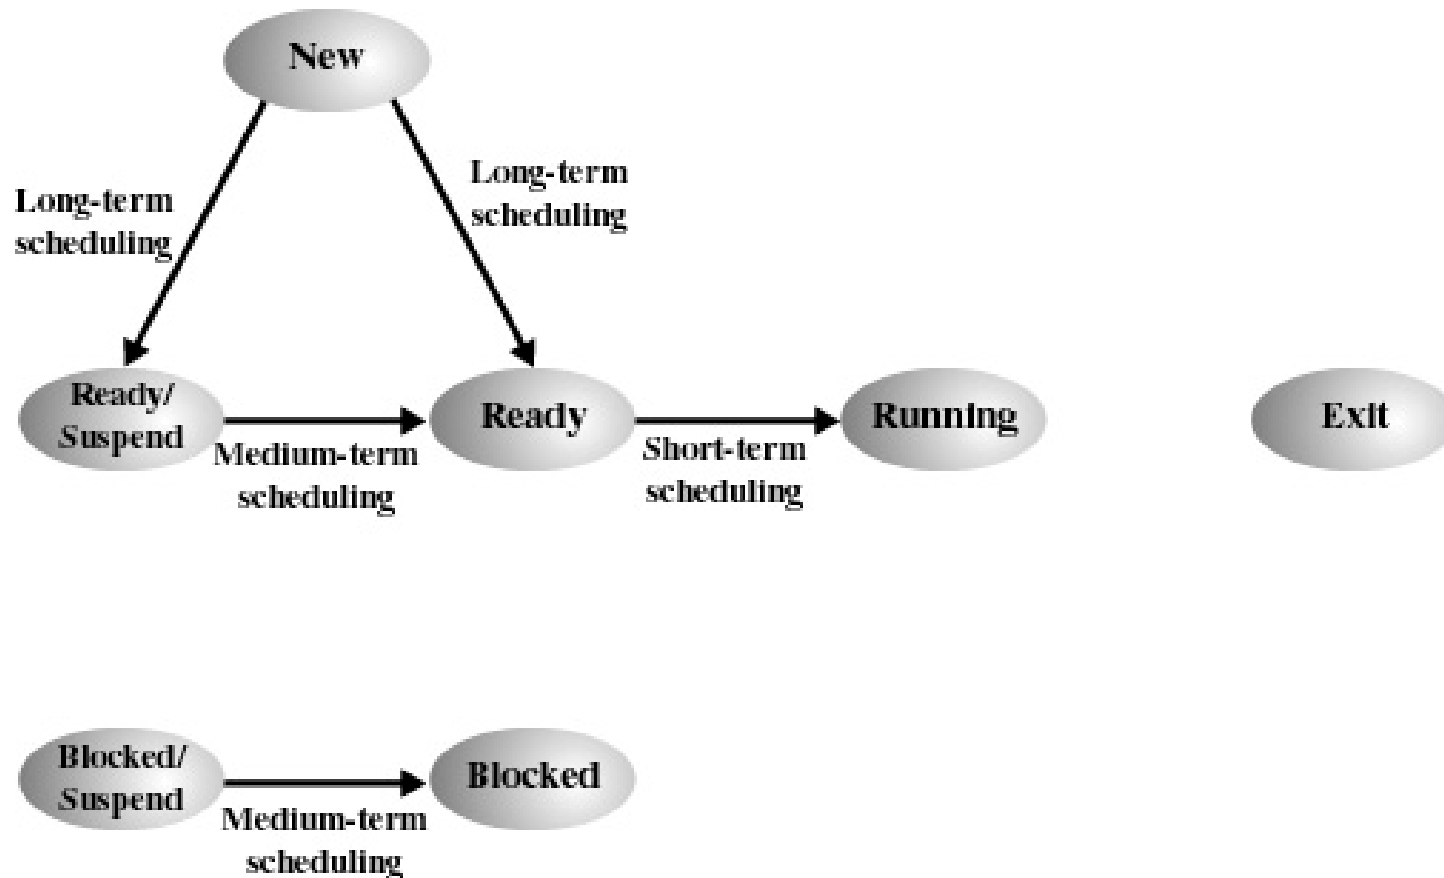 New
Long-term
scheduling
Long-term
scheduling
Ready/
Suspend
Medium-term
scheduling
Ready
Short-term
scheduling
Running
Exit
Blocked/
Suspend
Medium-term
scheduling
Blocked